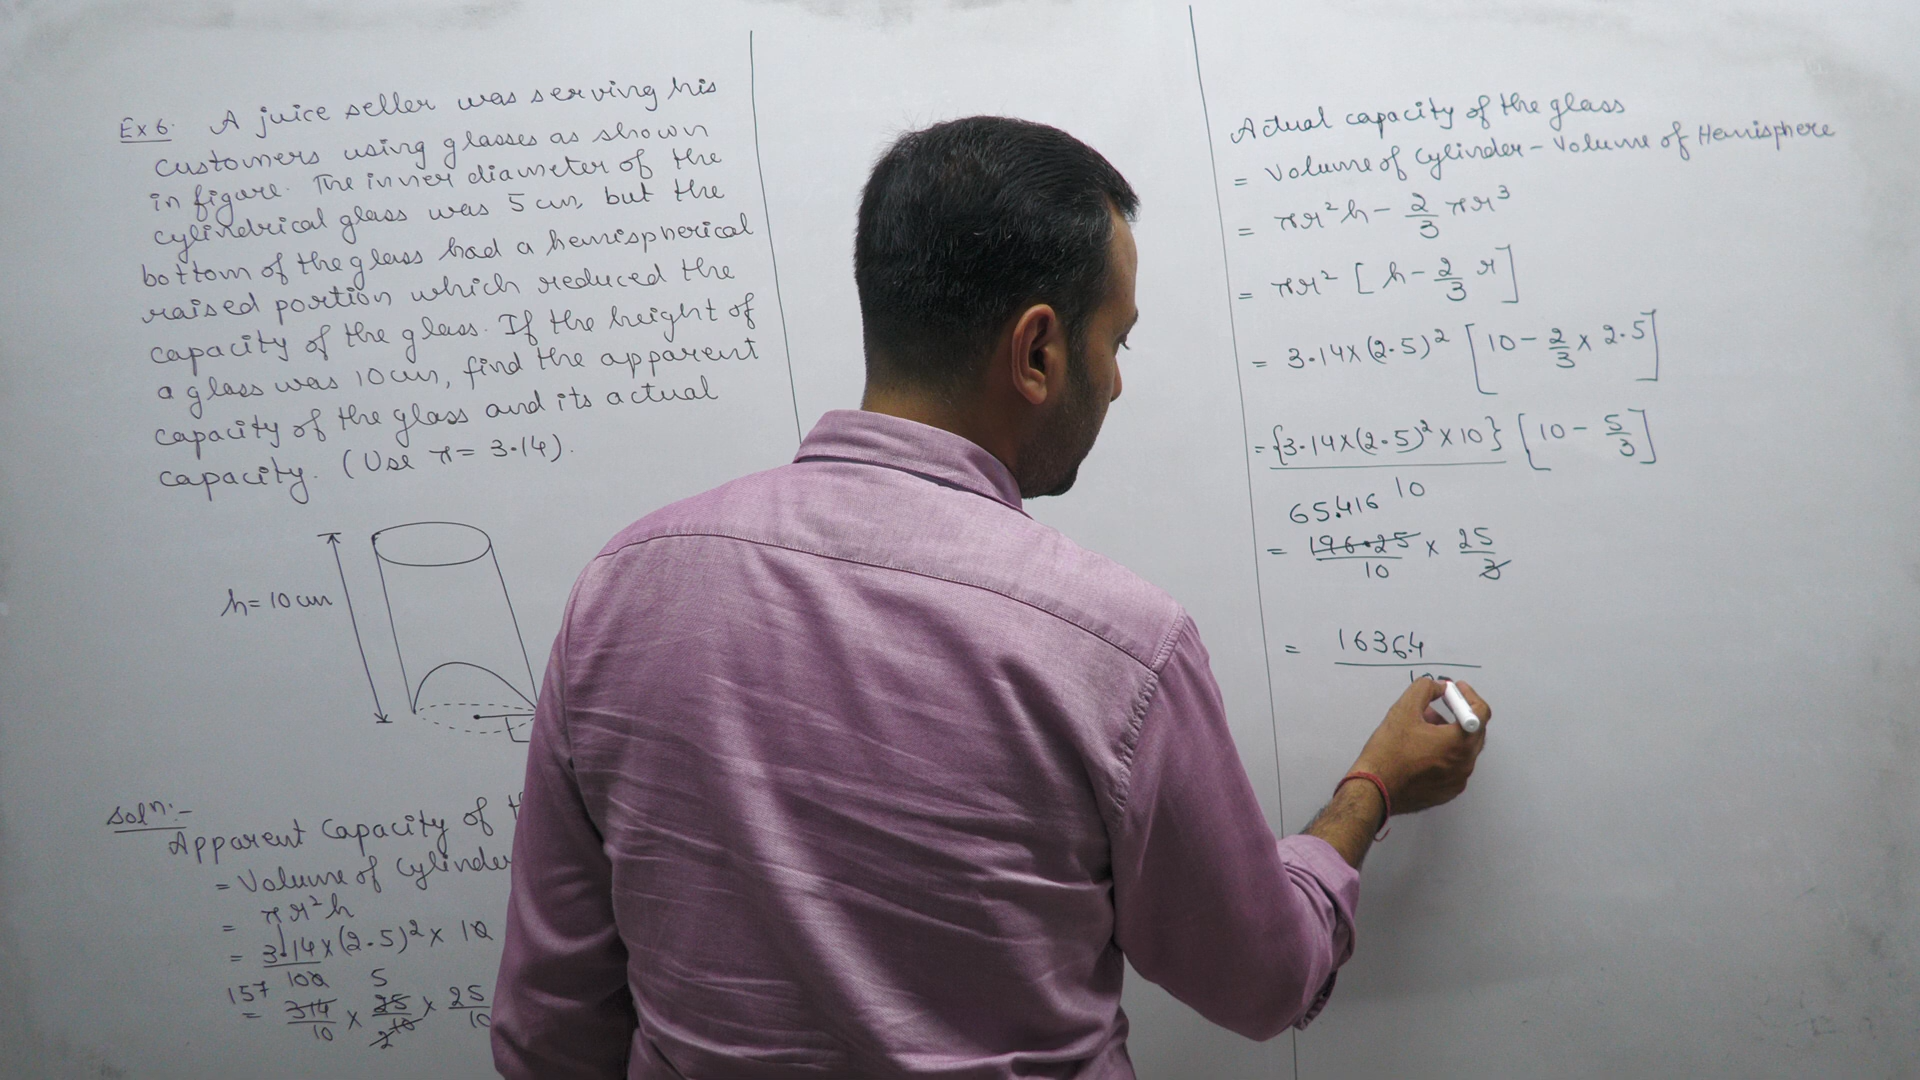 Ex 6. A juice seller was serving his
customers using glasses as shown
in figure. The inner diameter of the
cylindrical glass was 5 cm, but the
bottom of the glass had a hemispherical
raised portion which reduced the
capacity of the glass. If the height of
a glass was 10 cm, find the apparent
capacity of the glass and its actual
capacity. (Use π = 3.14).
h = 10 cm
Solⁿ:-
Apparent Capacity of
= Volume of Cylinder
= πr²h
= 3.14 × (2.5)² × 10
157 100 5
= 314/10 × 25/10 × 25/10
2
Actual capacity of the glass
= Volume of Cylinder - Volume of Hemisphere
= πr²h - 2/3 πr³
= πr² [h - 2/3 r]
= 3.14 × (2.5)² [10 - 2/3 × 2.5]
= {3.14 × (2.5)² × 10}/10 [10 - 5/3]
65.416
= 196.25/10 × 25/3
= 1636.4